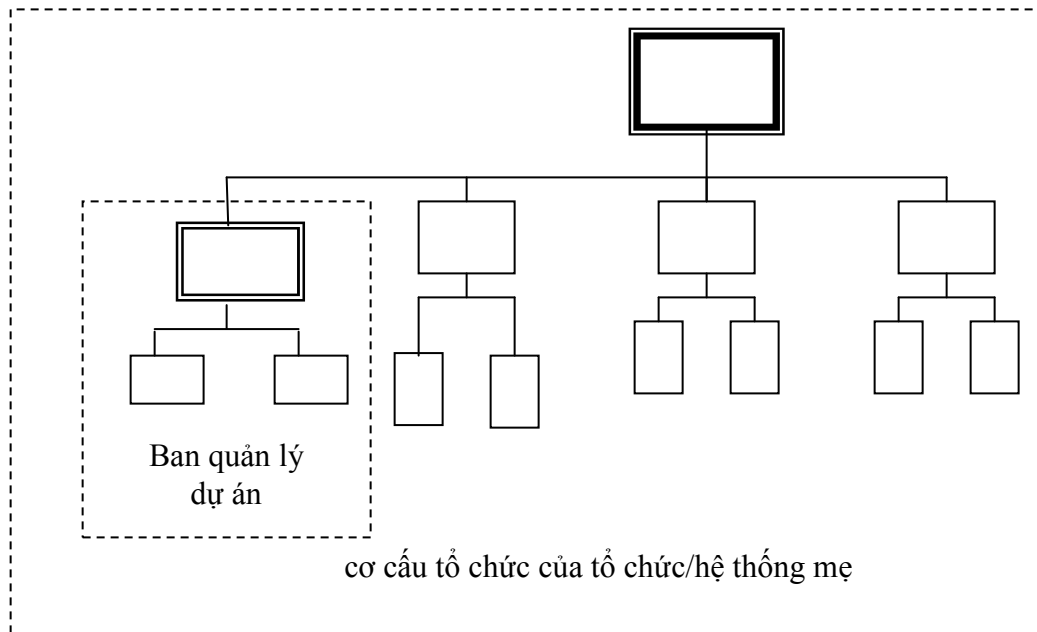 Ban quản lý
dự án
cơ cấu tổ chức của tổ chức/hệ thống mẹ